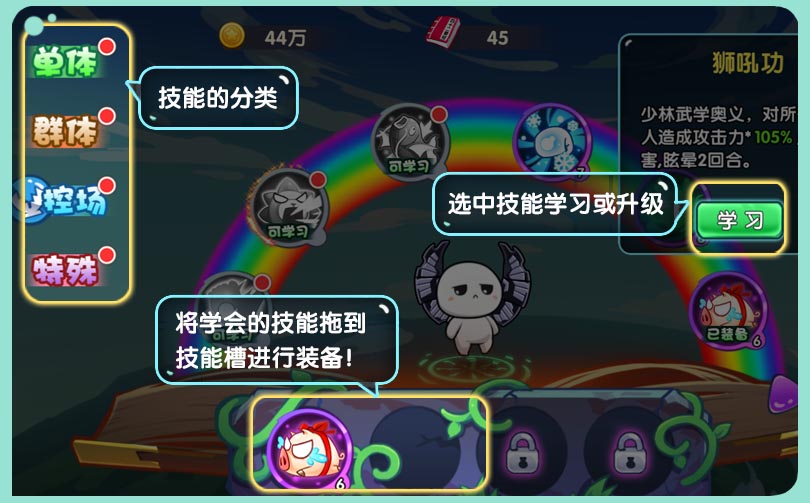 44万
45
单体
群体
控场
特殊
技能的分类
狮吼功
少林武学奥义，对所
人造成攻击力*105%
害,眩晕2回合。
可学习
7
选中技能学习或升级
学习
可学习
可学习
已装备
6
将学会的技能拖到
技能槽进行装备！
6